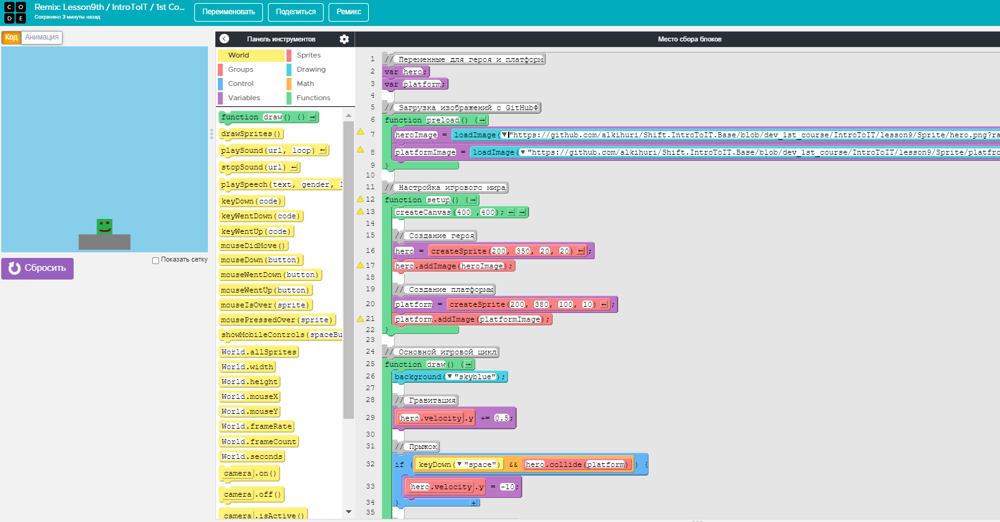 CODE
Remix: Lesson9th / IntroToIT / 1st Co...
Сохранено 3 минуты назад
Переименовать
Поделиться
Ремикс
Код
Анимация
Показать сетку
Сбросить
Панель инструментов
World
Sprites
Groups
Drawing
Control
Math
Variables
Functions
function draw() {}
drawSprites()
playSound(url, loop)
stopSound(url)
playSpeech(text, gender, l
keyDown(code)
keyWentDown(code)
keyWentUp(code)
mouseDidMove()
mouseDown(button)
mouseWentDown(button)
mouseWentUp(button)
mouseIsOver(sprite)
mousePressedOver(sprite)
showMobileControls(spaceBu
World.allSprites
World.width
World.height
World.mouseX
World.mouseY
World.frameRate
World.frameCount
World.seconds
camera.on()
camera.off()
camera.isActive()
Место сбора блоков
1 // Переменные для героя и платформ
2 var hero;
3 var platform;
4
5 // Загрузка изображений с GitHubф
6 function preload() {
7 heroImage = loadImage("https://github.com/alkihuri/Shift.IntroToIT.Base/blob/dev_1st_course/IntroToIT/lesson9/Sprite/hero.png?ra
8 platformImage = loadImage("https://github.com/alkihuri/Shift.IntroToIT.Base/blob/dev_1st_course/IntroToIT/lesson9/Sprite/platfro
9 }
10
11 // Настройка игрового мира
12 function setup() {
13 createCanvas(400 ,400);
14
15 // Создание героя
16 hero = createSprite(200, 350, 20, 20);
17 hero.addImage(heroImage);
18
19 // Создание платформы
20 platform = createSprite(200, 380, 100, 10);
21 platform.addImage(platformImage);
22 }
23
24 // Основной игровой цикл
25 function draw() {
26 background("skyblue");
27
28 // Гравитация
29 hero.velocity.y += 0.5;
30
31 // Прыжок
32 if (keyDown("space") && hero.collide(platform)) {
33 hero.velocity.y = -10;
34 }
35